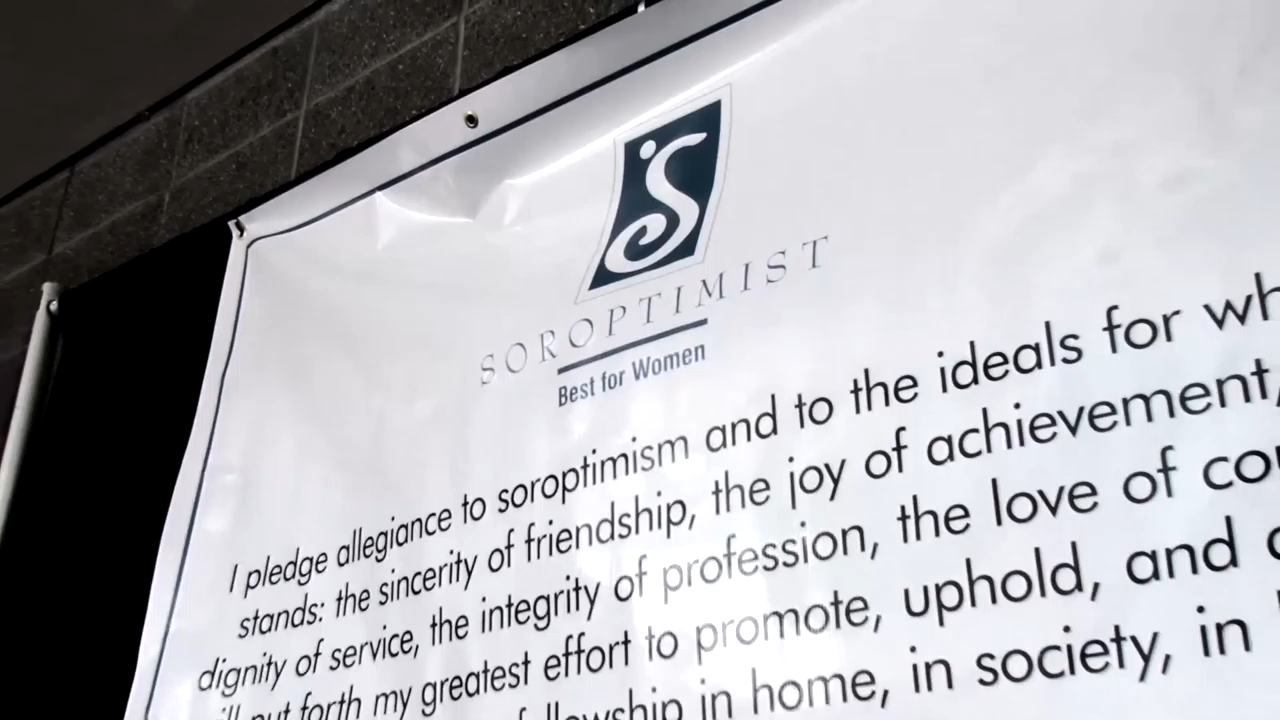 SOROPTIMIST
Best for Women
I pledge allegiance to soroptimism and to the ideals for
stands: the sincerity of friendship, the joy of achievement,
dignity of service, the integrity of profession, the love of
put forth my greatest effort to promote, uphold, and
in home, in society, in